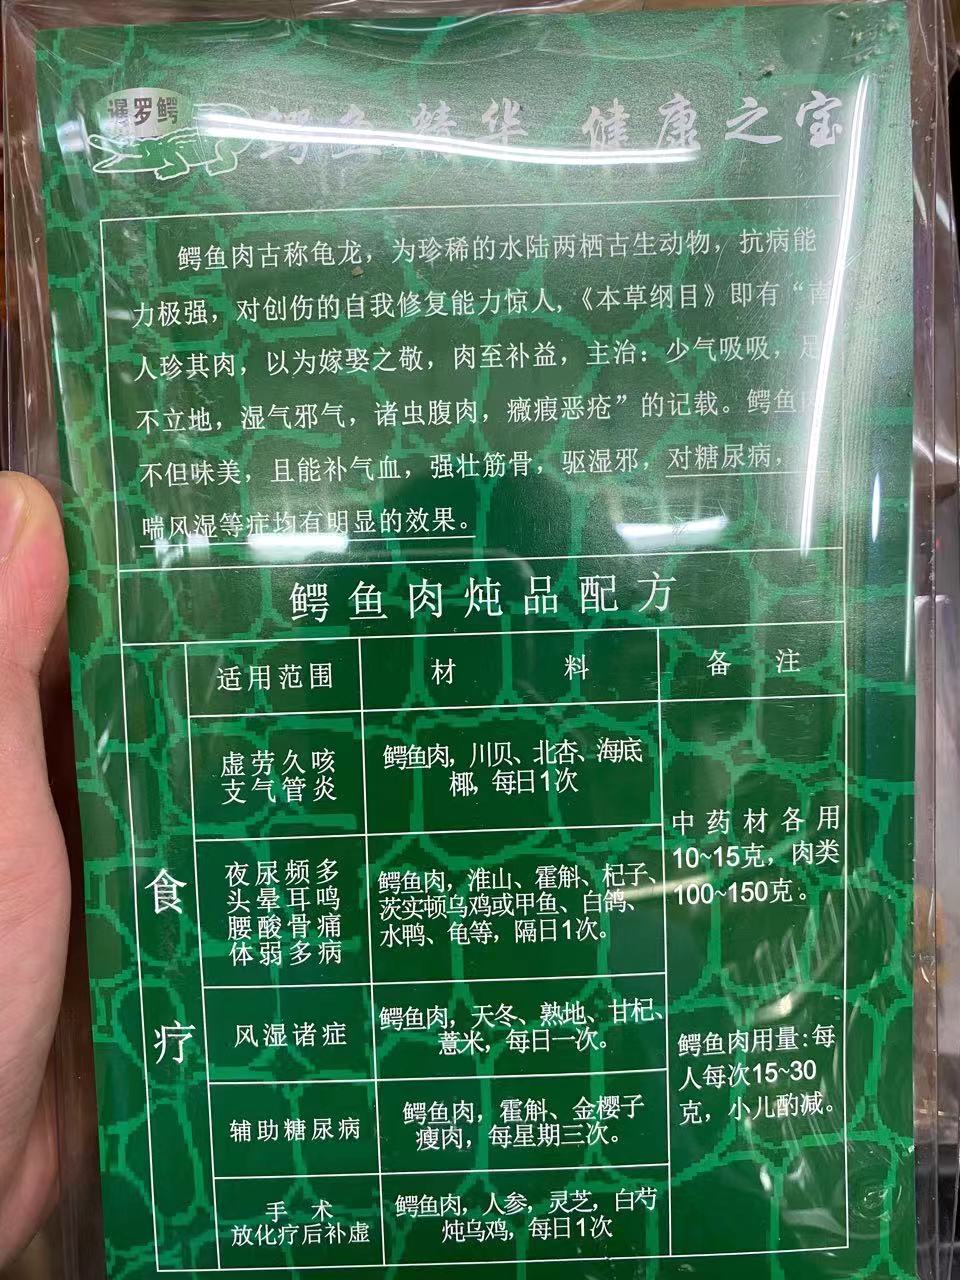 暹罗鳄
鳄鱼精华 健康之宝
鳄鱼肉古称龟龙，为珍稀的水陆两栖古生动物，抗病能
力极强，对创伤的自我修复能力惊人，《本草纲目》即有“南
人珍其肉，以为嫁娶之敬，肉至补益，主治：少气吸吸，足
不立地，湿气邪气，诸虫腹肉，癥瘕恶疮”的记载。鳄鱼
不但味美，且能补气血，强壮筋骨，驱湿邪，对糖尿病，
喘风湿等症均有明显的效果。
鳄鱼肉炖品配方
适用范围
材料
备注
食疗
虚劳久咳
支气管炎
鳄鱼肉，川贝、北杏、海底
椰，每日1次
夜尿频多
头晕耳鸣
腰酸骨痛
体弱多病
鳄鱼肉，淮山、霍斛、杞子、
茨实顿乌鸡或甲鱼、白鸽、
水鸭、龟等，隔日1次。
风湿诸症
鳄鱼肉，天冬、熟地、甘杞、
薏米，每日一次。
辅助糖尿病
鳄鱼肉，霍斛、金樱子
瘦肉，每星期三次。
手术
放化疗后补虚
鳄鱼肉，人参，灵芝，白芍
炖乌鸡，每日1次
中药材各用
10~15克，肉类
100~150克。
鳄鱼肉用量：每
人每次15~30
克，小儿酌减。